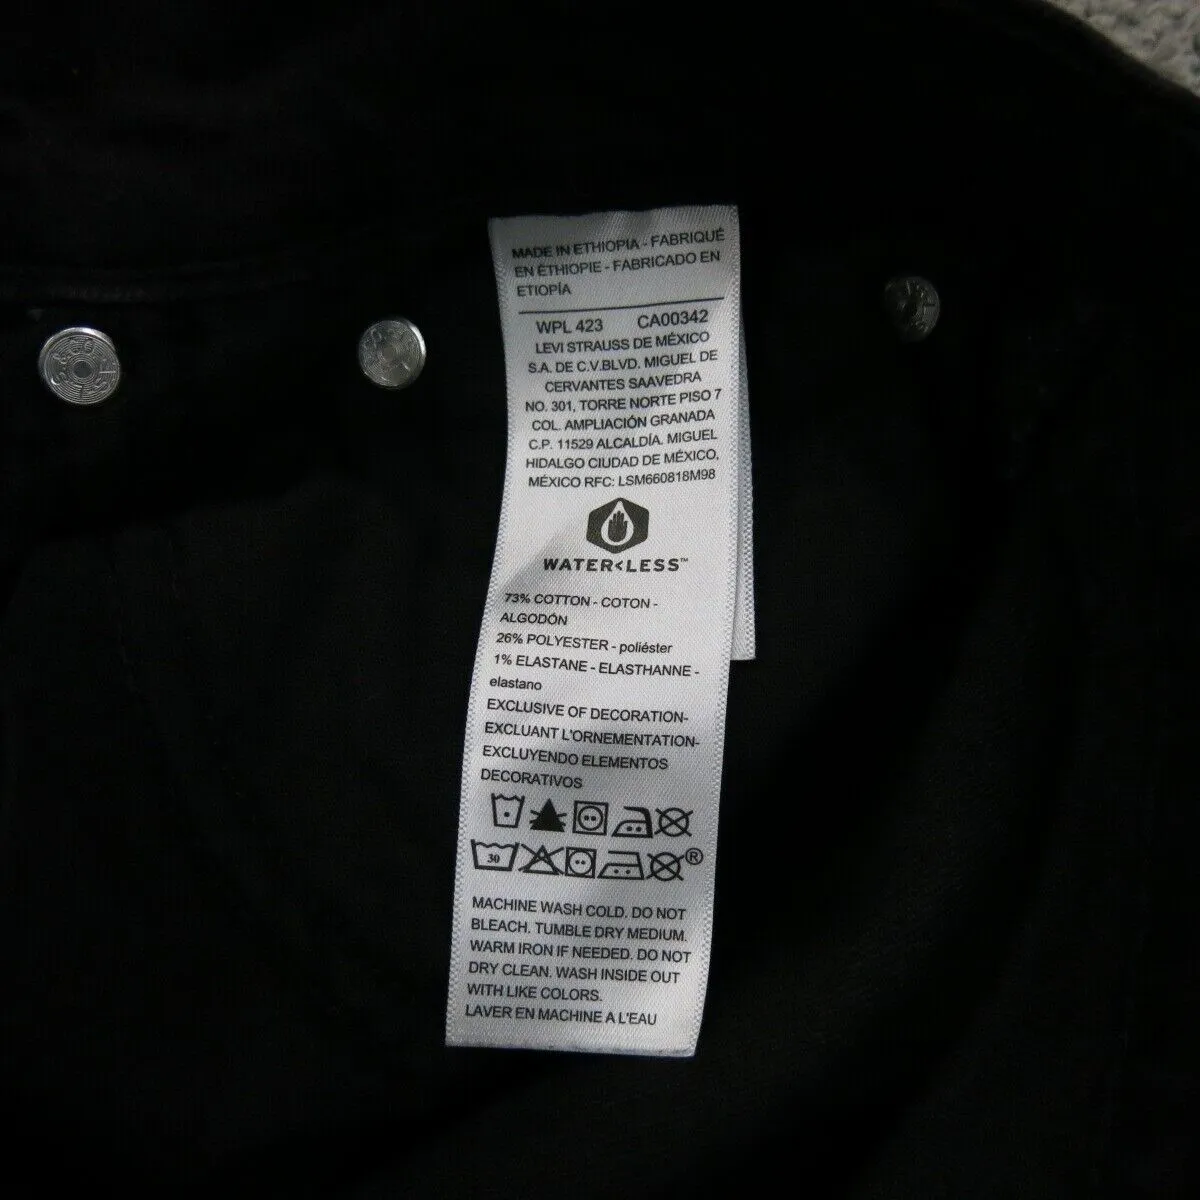 MADE IN ETHIOPIA - FABRIQUÉ
EN ÉTHIOPIE - FABRICADO EN
ETIOPÍA
WPL 423 CA00342
LEVI STRAUSS DE MÉXICO
S.A. DE C.V.BLVD. MIGUEL DE
CERVANTES SAAVEDRA
NO. 301, TORRE NORTE PISO 7
COL. AMPLIACIÓN GRANADA
C.P. 11529 ALCALDÍA. MIGUEL
HIDALGO CIUDAD DE MÉXICO,
MÉXICO RFC: LSM660818M98
WATER<LESS™
73% COTTON - COTON -
ALGODÓN
26% POLYESTER - poliéster
1% ELASTANE - ELASTHANNE -
elastano
EXCLUSIVE OF DECORATION-
EXCLUANT L'ORNEMENTATION-
EXCLUYENDO ELEMENTOS
DECORATIVOS
30 ®
MACHINE WASH COLD. DO NOT
BLEACH. TUMBLE DRY MEDIUM.
WARM IRON IF NEEDED. DO NOT
DRY CLEAN. WASH INSIDE OUT
WITH LIKE COLORS.
LAVER EN MACHINE A L'EAU